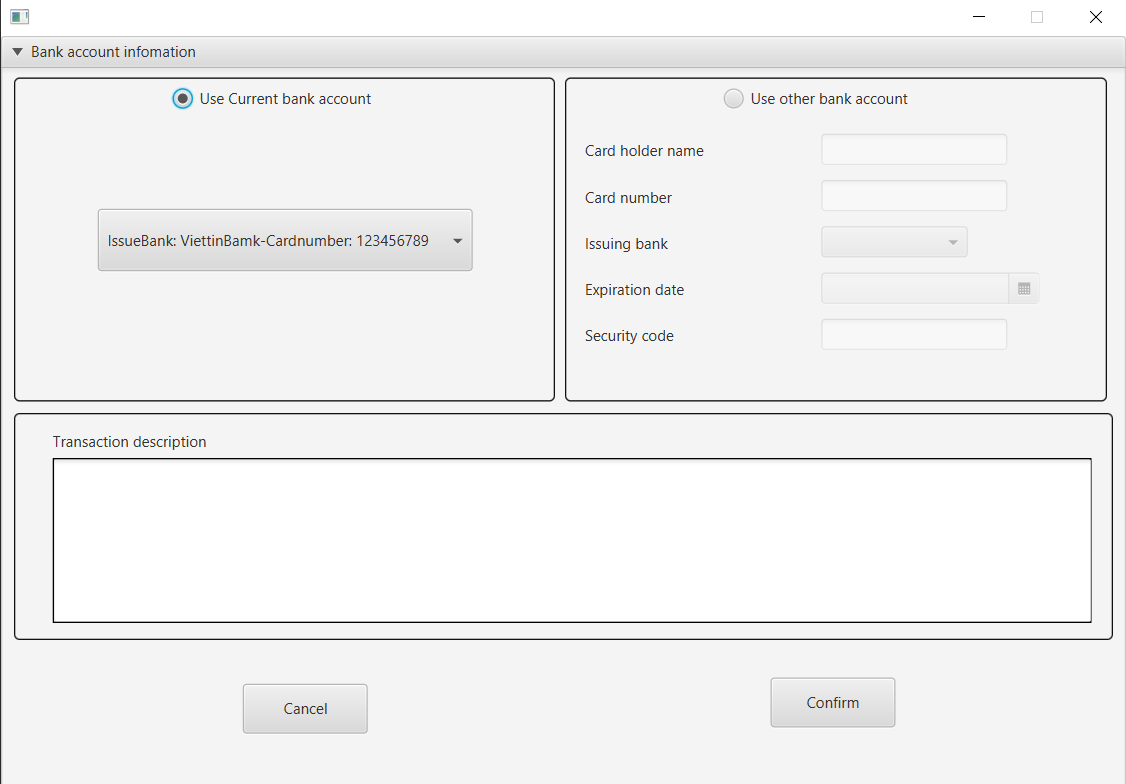 Bank account infomation
Use Current bank account
IssueBank: ViettinBamk-Cardnumber: 123456789
Use other bank account
Card holder name
Card number
Issuing bank
Expiration date
Security code
Transaction description
Cancel
Confirm